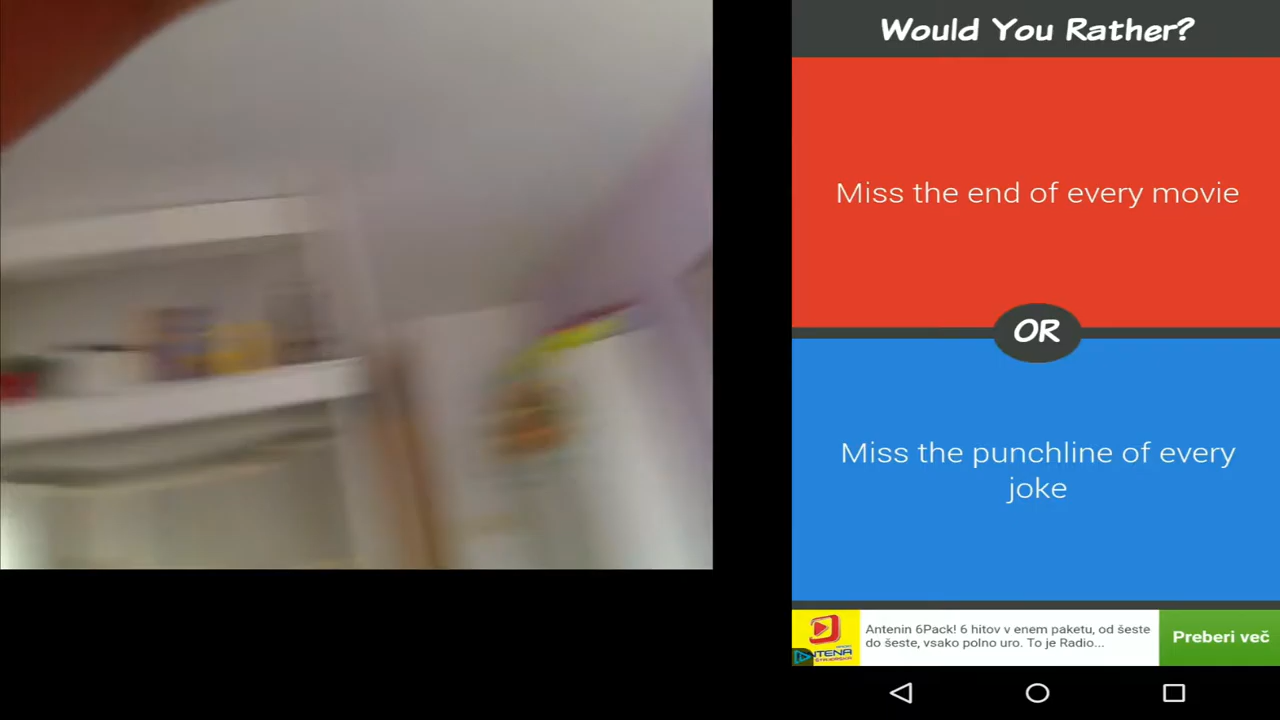 Would You Rather?
Miss the end of every movie
OR
Miss the punchline of every
joke
Antenin 6Pack! 6 hitov v enem paketu, od šeste
do šeste, vsako polno uro. To je Radio...
Preberi več
ANTENA